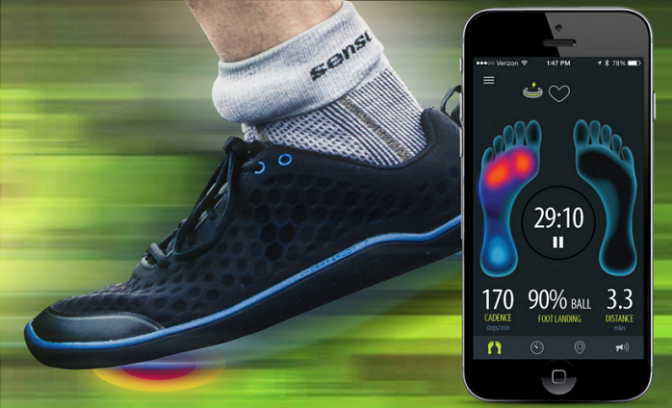 senso
●●●○○ Verizon 1:47 PM 78%
29:10
170 90% BALL 3.3
CADENCE FOOT LANDING DISTANCE
steps/min miles